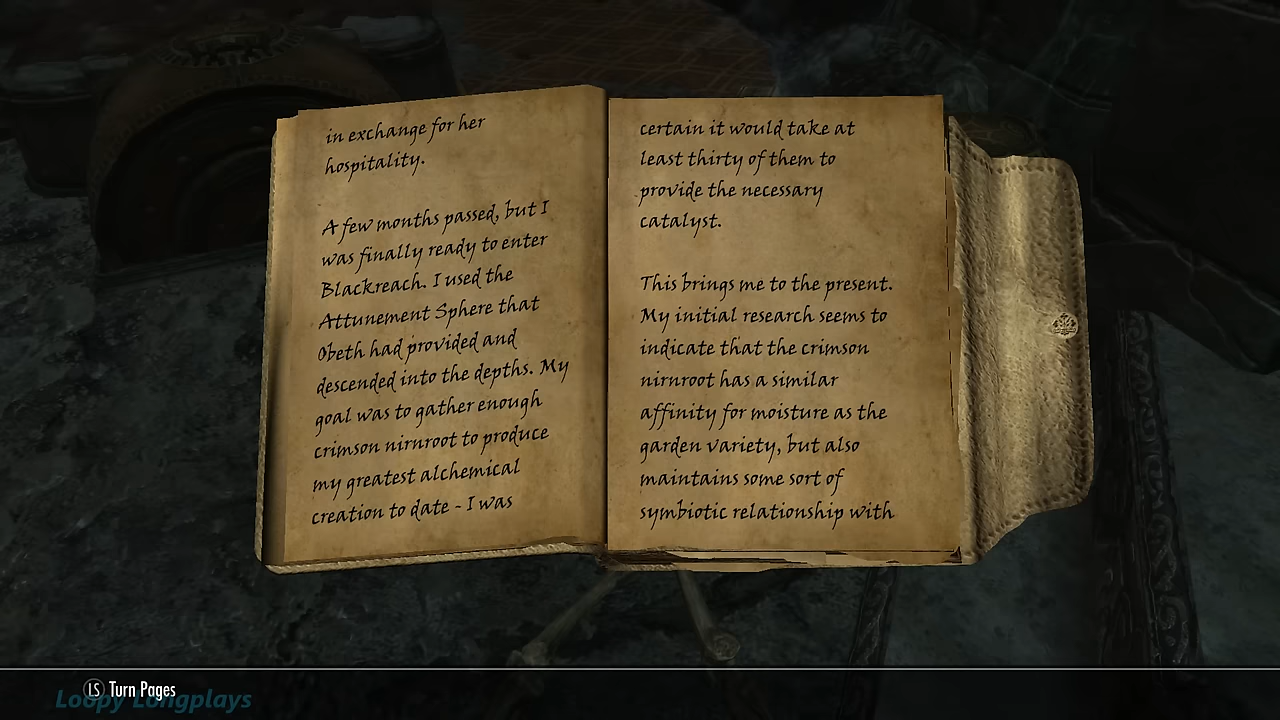 in exchange for her
hospitality.
A few months passed, but I
was finally ready to enter
Blackreach. I used the
Attunement Sphere that
Obeth had provided and
descended into the depths. My
goal was to gather enough
crimson nirnroot to produce
my greatest alchemical
creation to date - I was
certain it would take at
least thirty of them to
provide the necessary
catalyst.
This brings me to the present.
My initial research seems to
indicate that the crimson
nirnroot has a similar
affinity for moisture as the
garden variety, but also
maintains some sort of
symbiotic relationship with
LS Turn Pages
Loopy Longplays